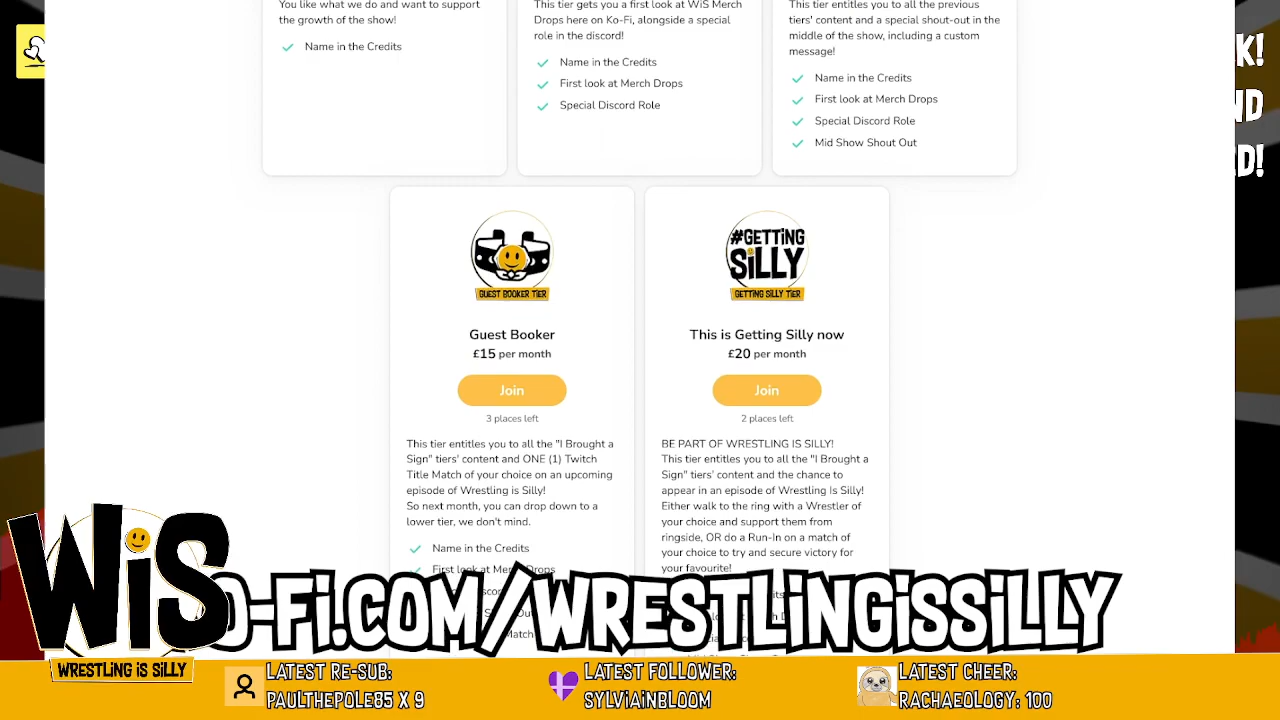 You like what we do and want to support
the growth of the show!
Name in the Credits
This tier gets you a first look at WiS Merch
Drops here on Ko-Fi, alongside a special
role in the discord!
Name in the Credits
First look at Merch Drops
Special Discord Role
This tier entitles you to all the previous
tiers' content and a special shout-out in the
middle of the show, including a custom
message!
Name in the Credits
First look at Merch Drops
Special Discord Role
Mid Show Shout Out
GUEST BOOKER TIER
Guest Booker
£15 per month
Join
3 places left
This tier entitles you to all the "I Brought a
Sign" tiers' content and ONE (1) Twitch
Title Match of your choice on an upcoming
episode of Wrestling is Silly!
So next month, you can drop down to a
lower tier, we don't mind.
Name in the Credits
First look at Merch Drops
#GETTING
SiLLY
GETTING SILLY TIER
This is Getting Silly now
£20 per month
Join
2 places left
BE PART OF WRESTLING IS SILLY!
This tier entitles you to all the "I Brought a
Sign" tiers' content and the chance to
appear in an episode of Wrestling Is Silly!
Either walk to the ring with a Wrestler of
your choice and support them from
ringside, OR do a Run-In on a match of
your choice to try and secure victory for
your favourite!
WiS
WRESTLING iS SILLY
O-Fi.COM/WRESTLiNGiSSiLLY
LATEST RE-SUB:
PAULTHEPOLE85 X 9
LATEST FOLLOWER:
SYLViAiNBLOOM
LATEST CHEER:
RACHAEOLOGY: 100